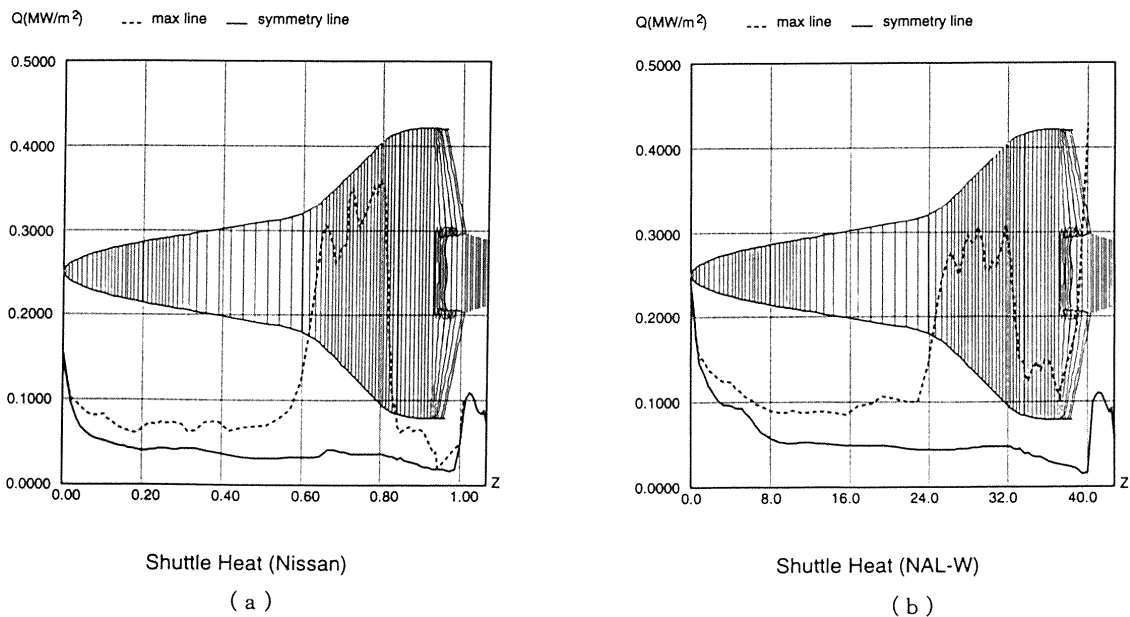 Q(MW/m²) --- max line — symmetry line
0.5000
0.4000
0.3000
0.2000
0.1000
0.0000
0.00 0.20 0.40 0.60 0.80 1.00 Z
Shuttle Heat (Nissan)
( a )
Q(MW/m²) --- max line — symmetry line
0.5000
0.4000
0.3000
0.2000
0.1000
0.0000
0.0 8.0 16.0 24.0 32.0 40.0 Z
Shuttle Heat (NAL-W)
( b )